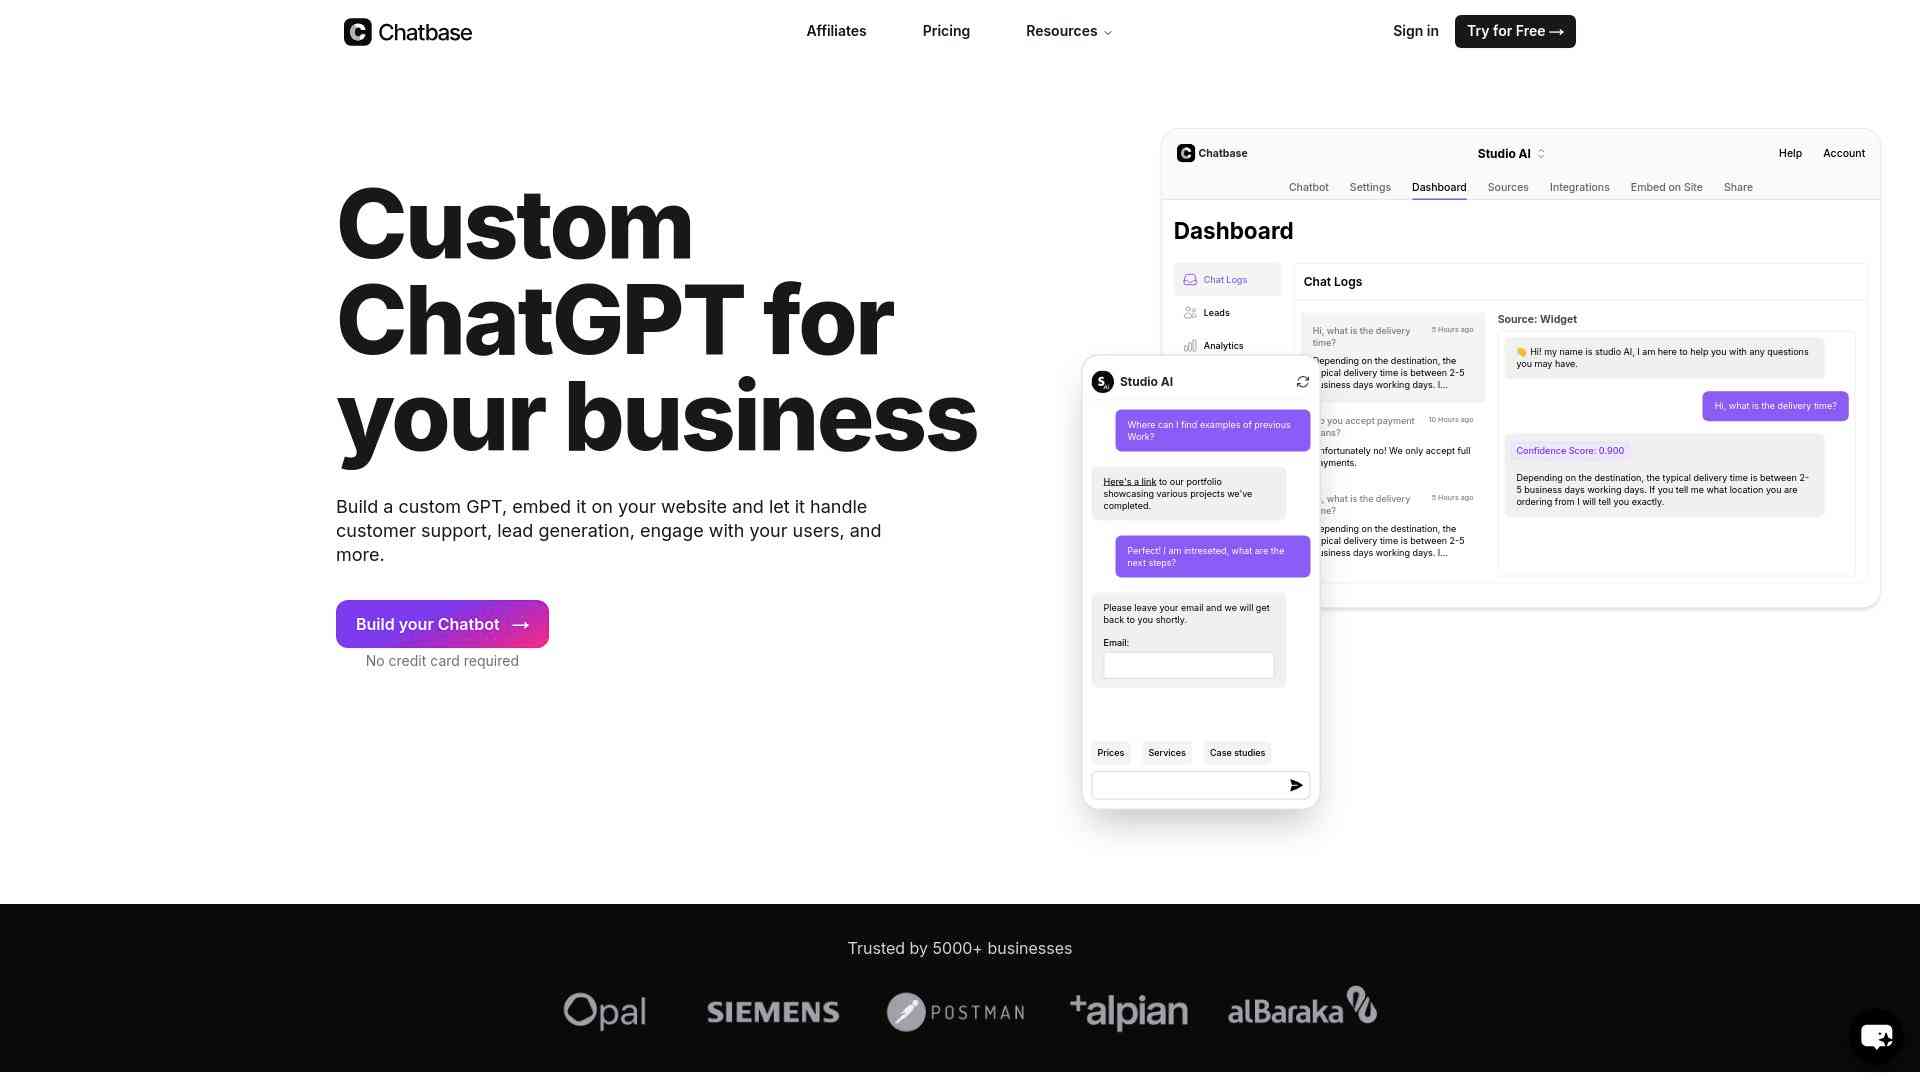 Chatbase
Affiliates
Pricing
Resources
Sign in
Try for Free →
Custom
ChatGPT for
your business
Build a custom GPT, embed it on your website and let it handle
customer support, lead generation, engage with your users, and
more.
Build your Chatbot →
No credit card required
Chatbase
Studio AI
Help
Account
Chatbot
Settings
Dashboard
Sources
Integrations
Embed on Site
Share
Dashboard
Chat Logs
Leads
Analytics
Chat Logs
Hi, what is the delivery
time?
5 Hours ago
Depending on the destination, the
typical delivery time is between 2-5
business days working days. I...
you accept payment
10 Hours ago
We only accept full
what is the delivery
5 Hours ago
on the destination, the
delivery time is between 2-5
days working days. I...
Source: Widget
👋 Hi! my name is studio AI, I am here to help you with any questions
you may have.
Hi, what is the delivery time?
Confidence Score: 0.900
Depending on the destination, the typical delivery time is between 2-
5 business days working days. If you tell me what location you are
ordering from I will tell you exactly.
Studio AI
Where can I find examples of previous
Work?
Here's a link to our portfolio
showcasing various projects we've
completed.
Perfect! I am intreseted, what are the
next steps?
Please leave your email and we will get
back to you shortly.
Email:
Prices
Services
Case studies
Trusted by 5000+ businesses
Opal
SIEMENS
POSTMAN
+alpian
alBaraka